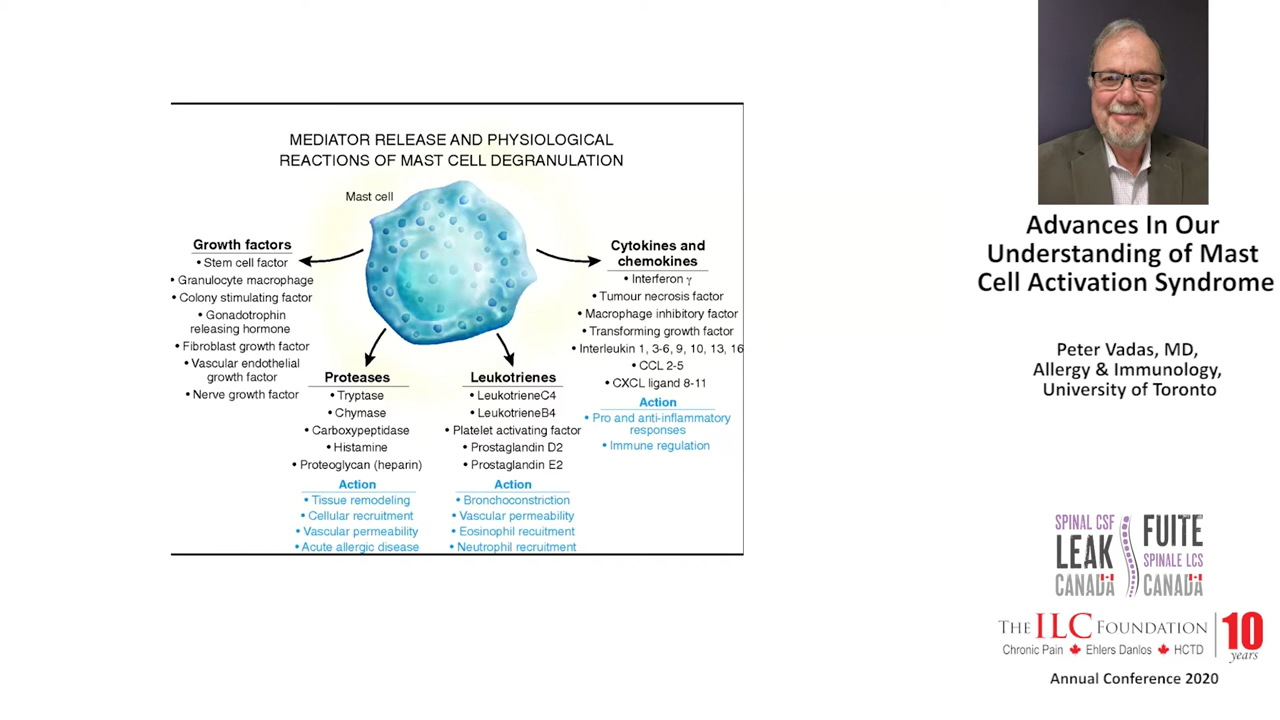 MEDIATOR RELEASE AND PHYSIOLOGICAL
REACTIONS OF MAST CELL DEGRANULATION
Mast cell
Growth factors
• Stem cell factor
• Granulocyte macrophage
• Colony stimulating factor
• Gonadotrophin
releasing hormone
• Fibroblast growth factor
• Vascular endothelial
growth factor
• Nerve growth factor
Proteases
• Tryptase
• Chymase
• Carboxypeptidase
• Histamine
• Proteoglycan (heparin)
Action
• Tissue remodeling
• Cellular recruitment
• Vascular permeability
• Acute allergic disease
Leukotrienes
• LeukotrieneC4
• LeukotrieneB4
• Platelet activating factor
• Prostaglandin D2
• Prostaglandin E2
Action
• Bronchoconstriction
• Vascular permeability
• Eosinophil recuitment
• Neutrophil recruitment
Cytokines and
chemokines
• Interferon γ
• Tumour necrosis factor
• Macrophage inhibitory factor
• Transforming growth factor
• Interleukin 1, 3-6, 9, 10, 13, 16
• CCL 2-5
• CXCL ligand 8-11
Action
• Pro and anti-inflammatory
responses
• Immune regulation
Advances In Our
Understanding of Mast
Cell Activation Syndrome
Peter Vadas, MD,
Allergy & Immunology,
University of Toronto
SPINAL CSF
LEAK
CANADA
FUITE
SPINALE LCS
CANADA
THE ILC FOUNDATION
Chronic Pain Ehlers Danlos HCTD
10
years
Annual Conference 2020